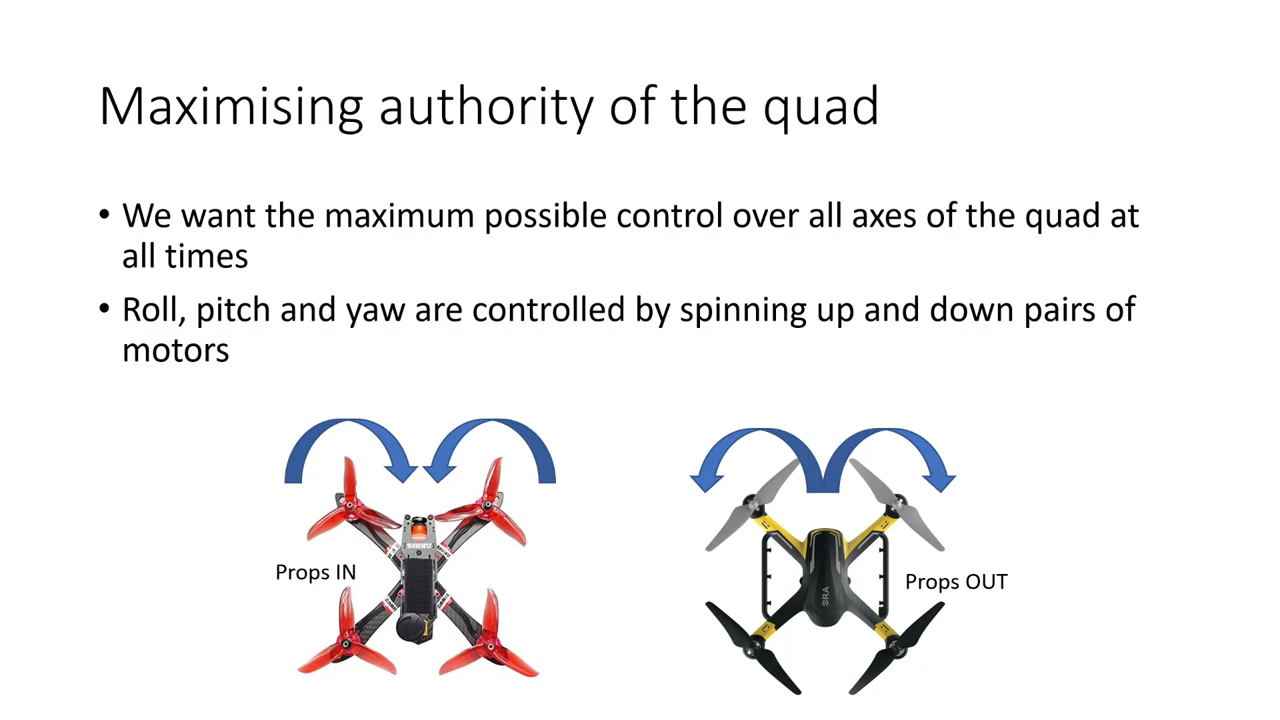 Maximising authority of the quad
• We want the maximum possible control over all axes of the quad at
all times
• Roll, pitch and yaw are controlled by spinning up and down pairs of
motors
Props IN
Props OUT